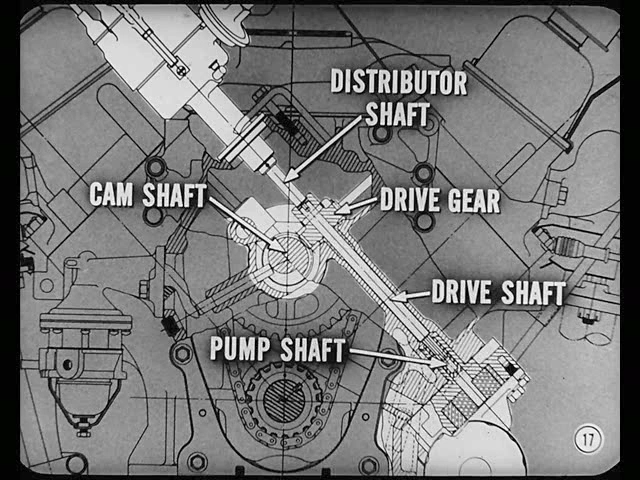 DISTRIBUTOR
SHAFT
CAM SHAFT
DRIVE GEAR
DRIVE SHAFT
PUMP SHAFT
17